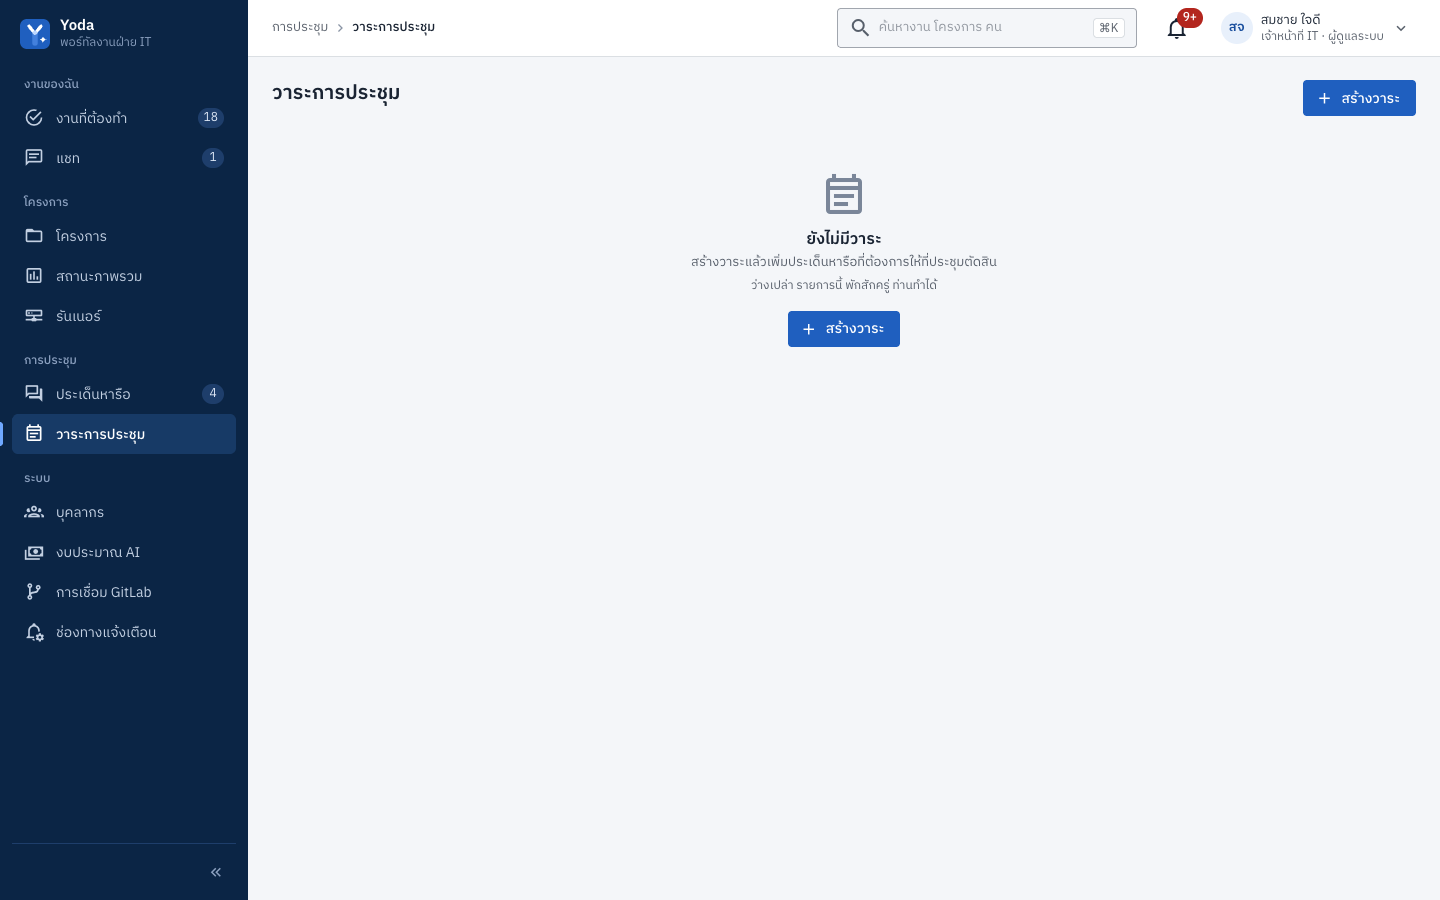 Yoda
พอร์ทัลงานฝ่าย IT
งานของฉัน
งานที่ต้องทำ 18
แชท 1
โครงการ
โครงการ
สถานะภาพรวม
รันเนอร์
การประชุม
ประเด็นหารือ 4
วาระการประชุม
ระบบ
บุคลากร
งบประมาณ AI
การเชื่อม GitLab
ช่องทางแจ้งเตือน
การประชุม > วาระการประชุม
ค้นหางาน โครงการ คน ⌘K
9+
สจ
สมชาย ใจดี
เจ้าหน้าที่ IT · ผู้ดูแลระบบ
วาระการประชุม
+ สร้างวาระ
ยังไม่มีวาระ
สร้างวาระแล้วเพิ่มประเด็นหารือที่ต้องการให้ที่ประชุมตัดสิน
ว่างเปล่า รายการนี้ พักสักครู่ ท่านทำได้
+ สร้างวาระ